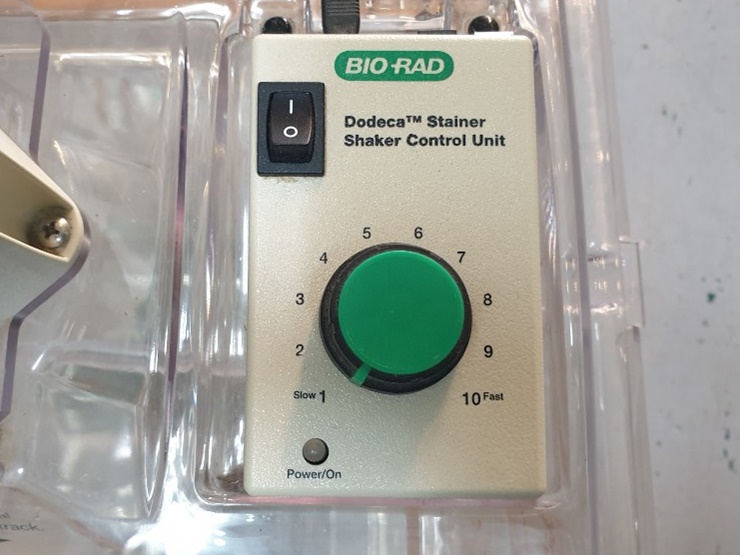 BIO-RAD
I
O
Dodeca™ Stainer
Shaker Control Unit
5 6
4 7
3 8
2 9
Slow 1 10 Fast
Power/On
rack